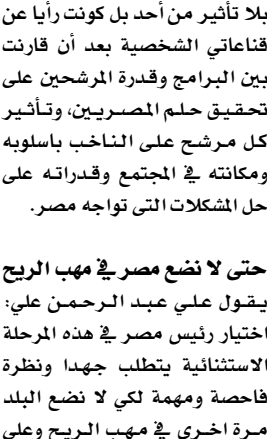 بلا تأثير من أحد بل كونت رأيا عن
قناعاتي الشخصية بعد أن قارنت
بين البرامج وقدرة المرشحين على
تحقيق حلم المصريين، وتأثير
كل مرشح على الناخب باسلوبه
ومكانته في المجتمع وقدراته على
حل المشكلات التى تواجه مصر.
حتى لا نضع مصر في مهب الريح
يقول علي عبد الرحمن علي:
اختيار رئيس مصر في هذه المرحلة
الاستثنائية يتطلب جهدا ونظرة
فاحصة ومهمة لكي لا نضع البلد
مرة اخرى في مهب الريح وعلى